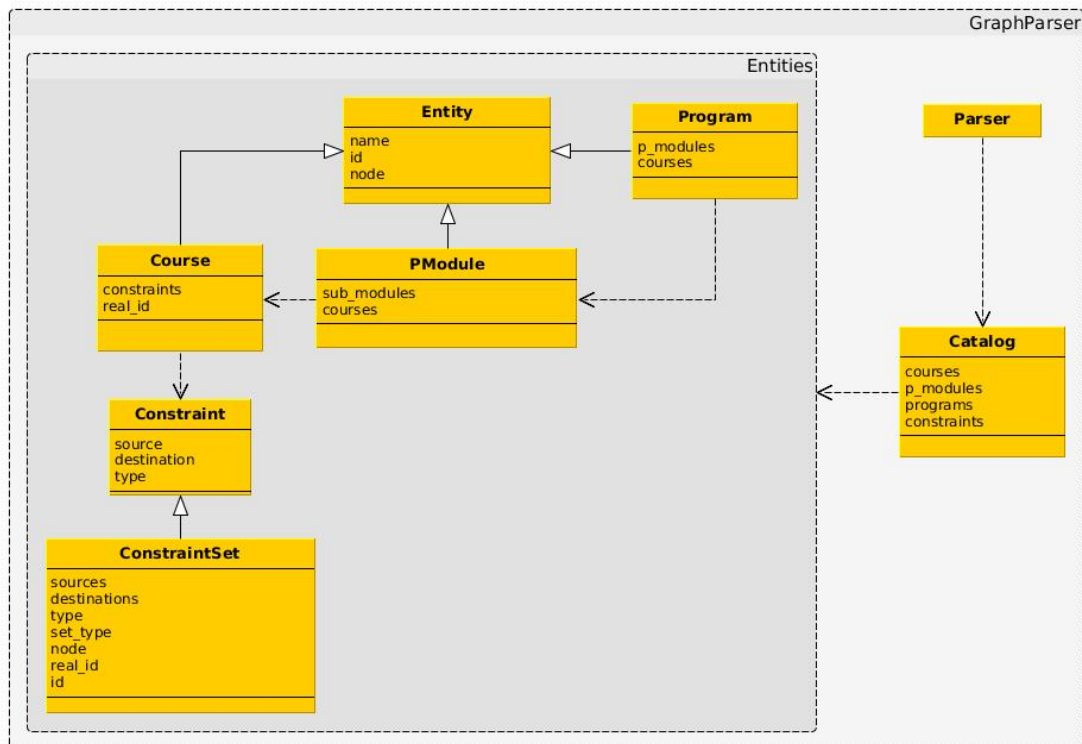 GraphParser
Entities
Entity
name
id
node
Program
p_modules
courses
Parser
Course
constraints
real_id
PModule
sub_modules
courses
Catalog
courses
p_modules
programs
constraints
Constraint
source
destination
type
ConstraintSet
sources
destinations
type
set_type
node
real_id
id